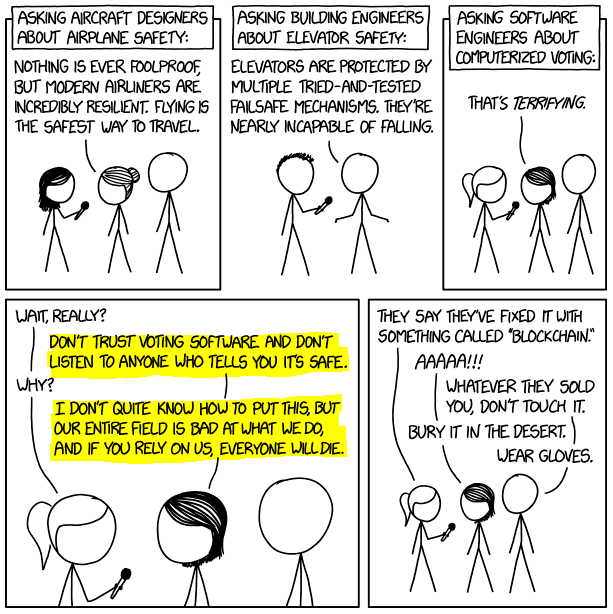 ASKING AIRCRAFT DESIGNERS
ABOUT AIRPLANE SAFETY:
NOTHING IS EVER FOOLPROOF,
BUT MODERN AIRLINERS ARE
INCREDIBLY RESILIENT. FLYING IS
THE SAFEST WAY TO TRAVEL.
ASKING BUILDING ENGINEERS
ABOUT ELEVATOR SAFETY:
ELEVATORS ARE PROTECTED BY
MULTIPLE TRIED-AND-TESTED
FAILSAFE MECHANISMS. THEY'RE
NEARLY INCAPABLE OF FALLING.
ASKING SOFTWARE
ENGINEERS ABOUT
COMPUTERIZED VOTING:
THAT'S TERRIFYING.
WAIT, REALLY?
DON'T TRUST VOTING SOFTWARE AND DON'T
LISTEN TO ANYONE WHO TELLS YOU IT'S SAFE.
WHY?
I DON'T QUITE KNOW HOW TO PUT THIS, BUT
OUR ENTIRE FIELD IS BAD AT WHAT WE DO,
AND IF YOU RELY ON US, EVERYONE WILL DIE.
THEY SAY THEY'VE FIXED IT WITH
SOMETHING CALLED "BLOCKCHAIN."
AAAAA!!!
WHATEVER THEY SOLD
YOU, DON'T TOUCH IT.
BURY IT IN THE DESERT.
WEAR GLOVES.